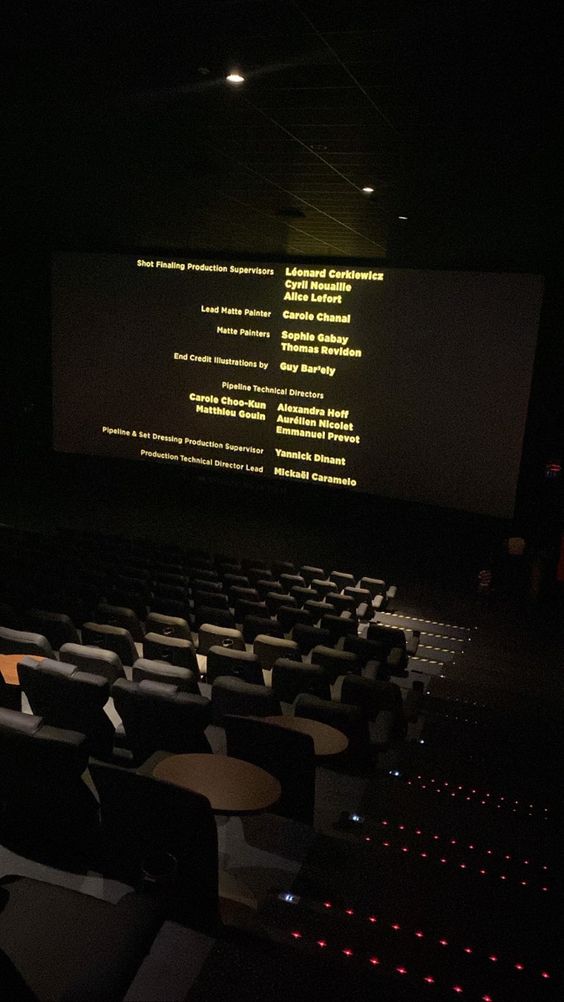 Shot Finaling Production Supervisors Léonard Cerkiewicz
Cyril Nouaille
Alice Lefort
Lead Matte Painter Carole Chanal
Matte Painters Sophie Gabay
Thomas Revidon
End Credit Illustrations by Guy Bar'ely
Pipeline Technical Directors
Carole Choo-Kun Alexandra Hoff
Matthieu Gouin Aurélien Nicolet
Emmanuel Prevot
Pipeline & Set Dressing Production Supervisor Yannick Dinant
Production Technical Director Lead Mickaël Caramelo